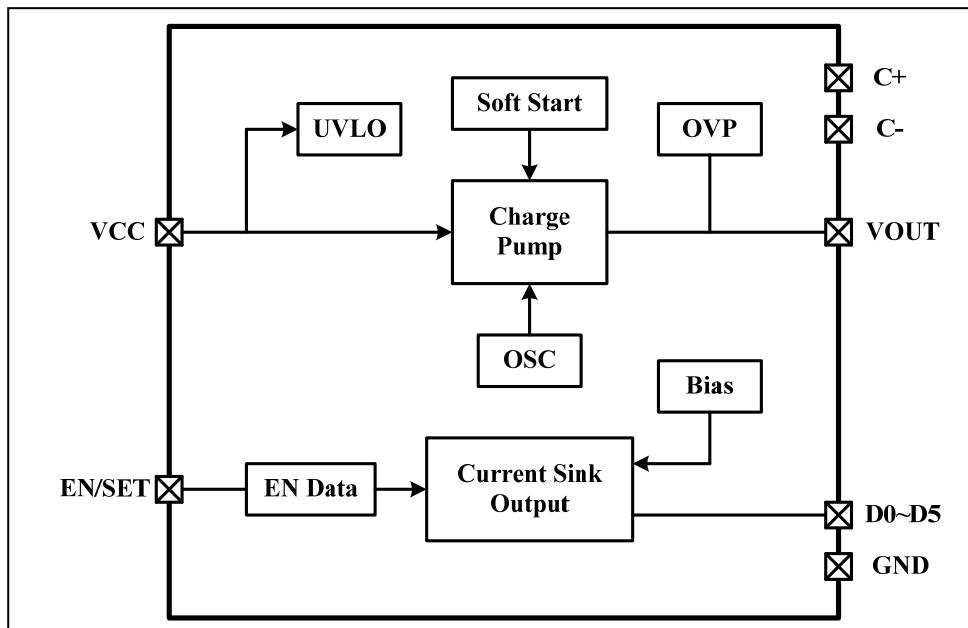 C+
Soft Start
UVLO
OVP
C-
VCC
Charge
Pump
VOUT
OSC
Bias
EN/SET
EN Data
Current Sink
Output
D0~D5
GND